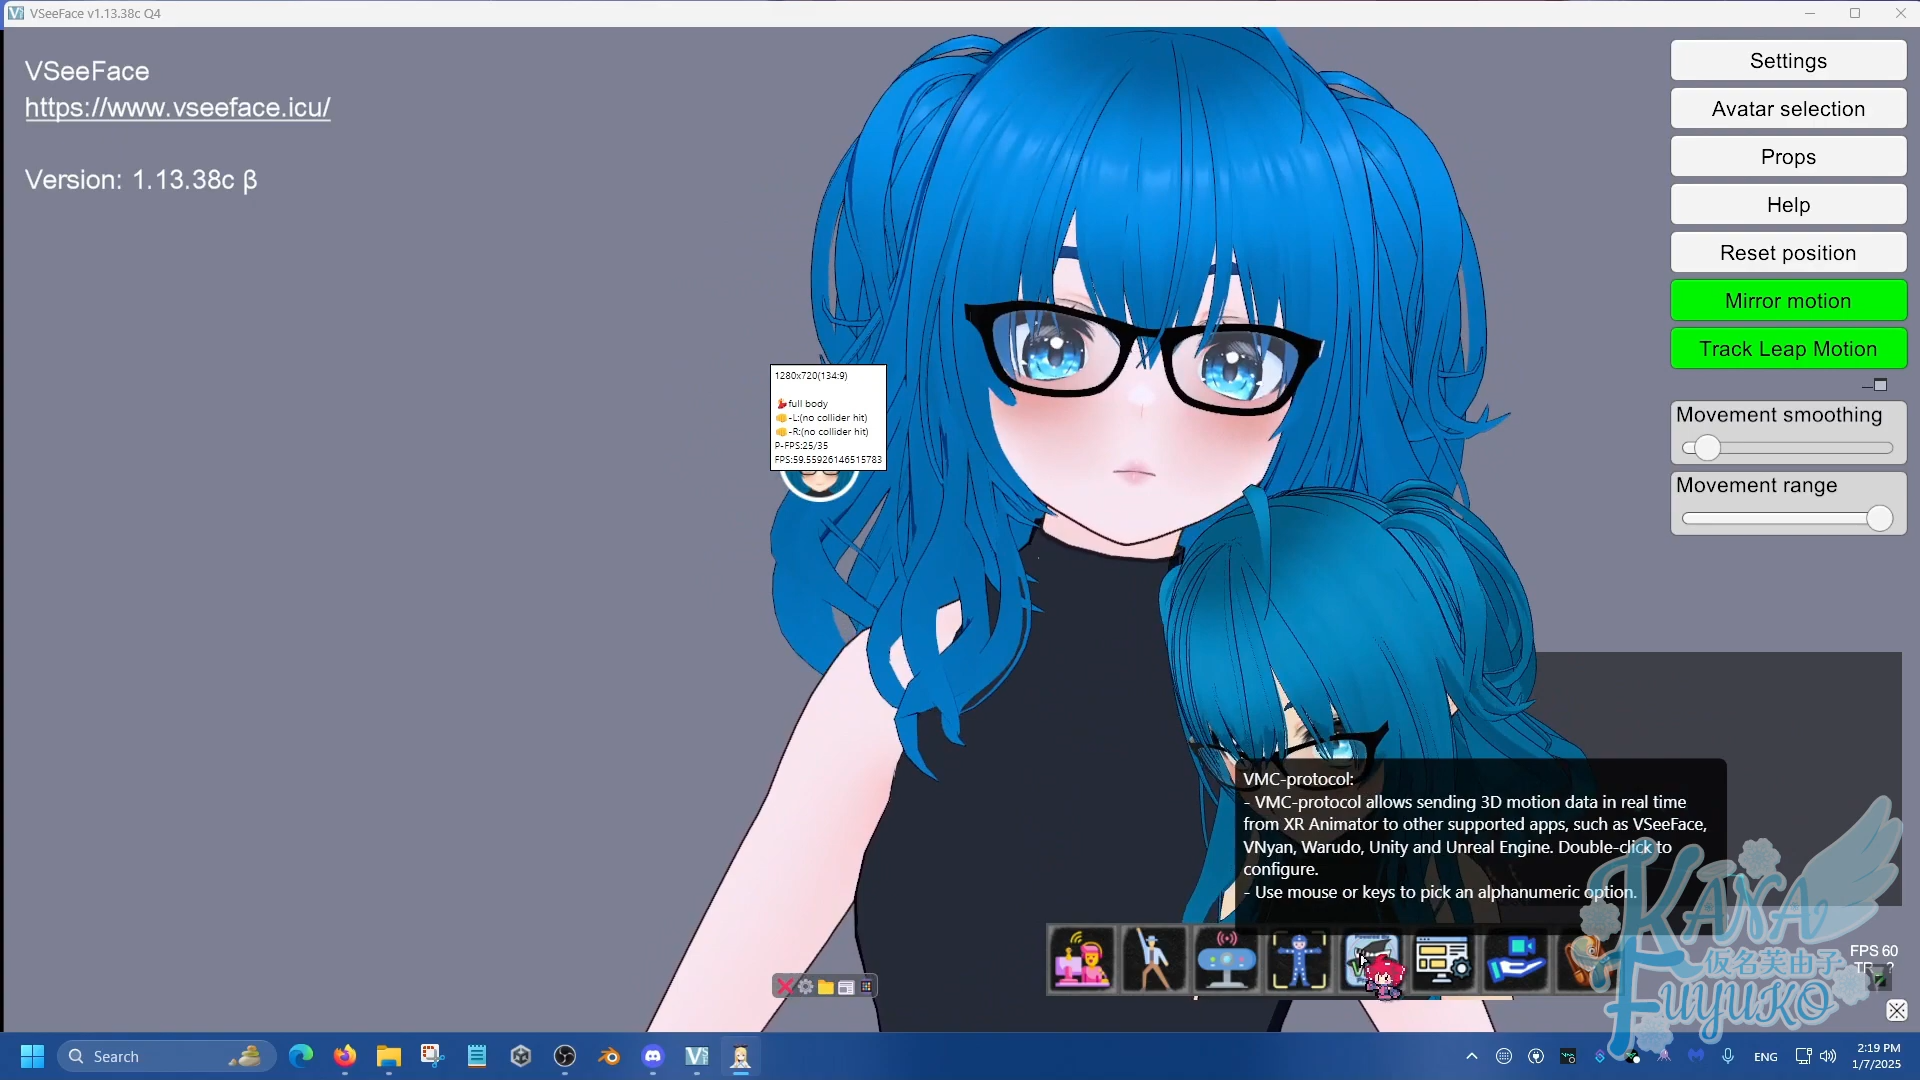 VSeeFace v1.13.38c Q4
VSeeFace
https://www.vseeface.icu/
Version: 1.13.38c β
Settings
Avatar selection
Props
Help
Reset position
Mirror motion
Track Leap Motion
Movement smoothing
Movement range
1280x720(134:9)
full body
-L:(no collider hit)
-R:(no collider hit)
P-FPS:25/35
FPS:59.55926146515783
VMC-protocol:
- VMC-protocol allows sending 3D motion data in real time
from XR Animator to other supported apps, such as VSeeFace,
VNyan, Warudo, Unity and Unreal Engine. Double-click to
configure.
- Use mouse or keys to pick an alphanumeric option.
KANA
仮名芙由子
FUYUKO
FPS 60
Search
ENG
2:19 PM
1/7/2025